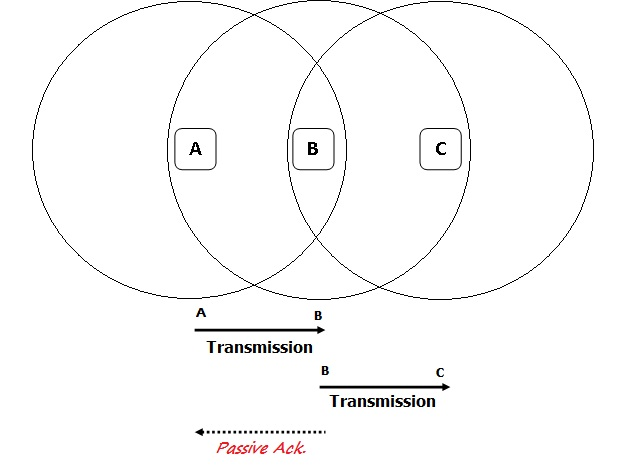 A B C
A B
Transmission
B C
Transmission
Passive Ack.